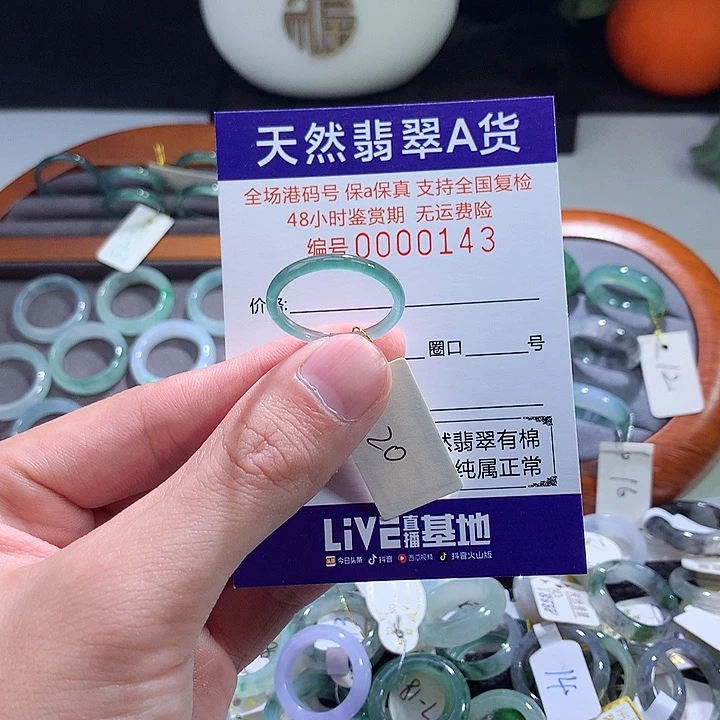 天然翡翠A货
全场港码号 保a保真 支持全国复检
48小时鉴赏期 无运费险
编号0000143
价格:
圈口 号
20
然翡翠有棉
纯属正常
LiVE直播基地
今日头条 抖音 西瓜视频 抖音火山版
12
16
14
18-7